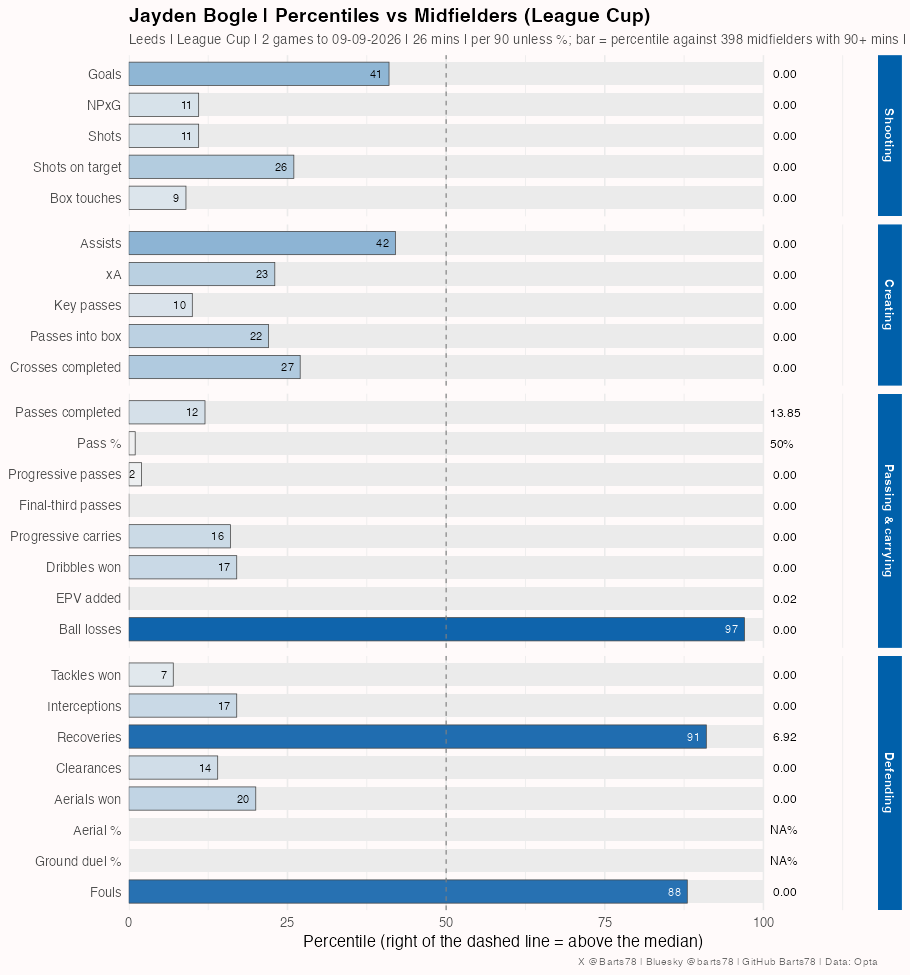 Jayden Bogle | Percentiles vs Midfielders (League Cup)
Leeds | League Cup | 2 games to 09-09-2026 | 26 mins | per 90 unless %; bar = percentile against 398 midfielders with 90+ mins |
Goals 41 0.00
NPxG 11 0.00
Shots 11 0.00
Shots on target 26 0.00
Box touches 9 0.00
Shooting
Assists 42 0.00
xA 23 0.00
Key passes 10 0.00
Passes into box 22 0.00
Crosses completed 27 0.00
Creating
Passes completed 12 13.85
Pass % 50%
Progressive passes 2 0.00
Final-third passes 0.00
Progressive carries 16 0.00
Dribbles won 17 0.00
EPV added 0.02
Ball losses 97 0.00
Passing & carrying
Tackles won 7 0.00
Interceptions 17 0.00
Recoveries 91 6.92
Clearances 14 0.00
Aerials won 20 0.00
Aerial % NA%
Ground duel % NA%
Fouls 88 0.00
Defending
0 25 50 75 100
Percentile (right of the dashed line = above the median)
X @Barts78 | Bluesky @barts78 | GitHub Barts78 | Data: Opta